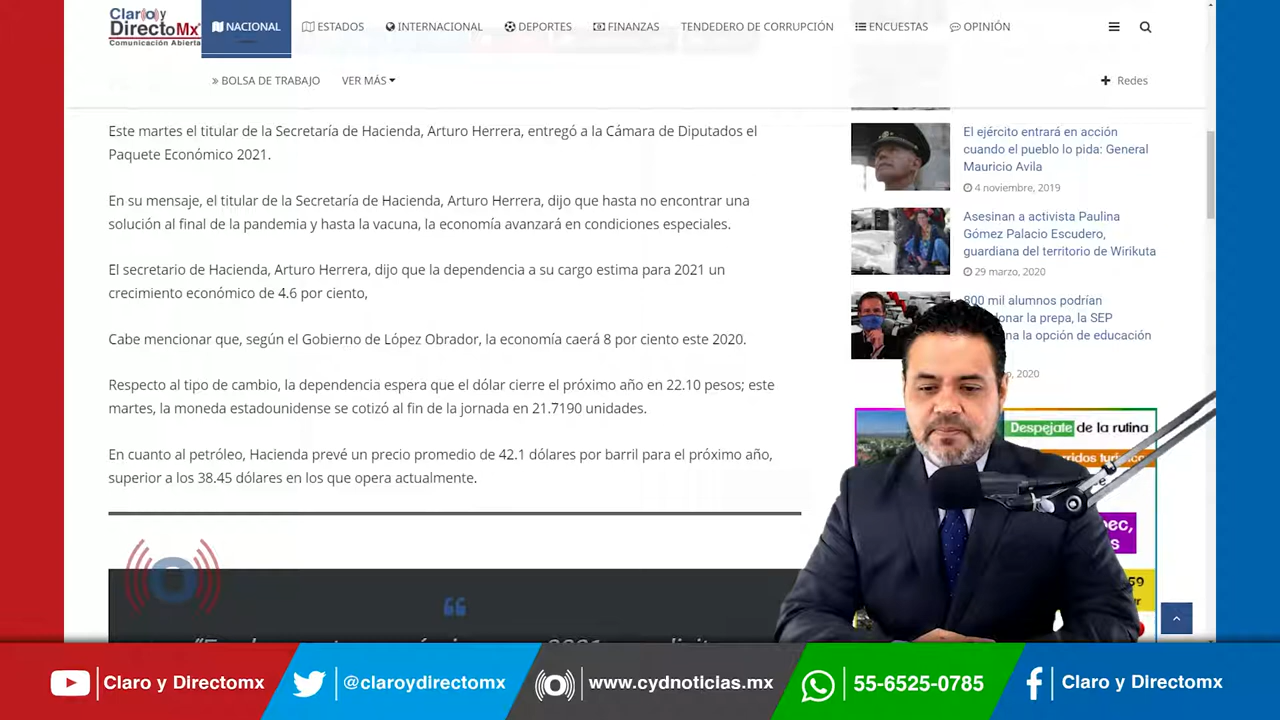 Claro y
DirectoMx
Comunicación Abierta
NACIONAL
ESTADOS
INTERNACIONAL
DEPORTES
FINANZAS
TENDEDERO DE CORRUPCIÓN
ENCUESTAS
OPINIÓN
» BOLSA DE TRABAJO
VER MÁS
+ Redes
Este martes el titular de la Secretaría de Hacienda, Arturo Herrera, entregó a la Cámara de Diputados el
Paquete Económico 2021.
En su mensaje, el titular de la Secretaría de Hacienda, Arturo Herrera, dijo que hasta no encontrar una
solución al final de la pandemia y hasta la vacuna, la economía avanzará en condiciones especiales.
El secretario de Hacienda, Arturo Herrera, dijo que la dependencia a su cargo estima para 2021 un
crecimiento económico de 4.6 por ciento,
Cabe mencionar que, según el Gobierno de López Obrador, la economía caerá 8 por ciento este 2020.
Respecto al tipo de cambio, la dependencia espera que el dólar cierre el próximo año en 22.10 pesos; este
martes, la moneda estadounidense se cotizó al fin de la jornada en 21.7190 unidades.
En cuanto al petróleo, Hacienda prevé un precio promedio de 42.1 dólares por barril para el próximo año,
superior a los 38.45 dólares en los que opera actualmente.
El ejército entrará en acción
cuando el pueblo lo pida: General
Mauricio Avila
4 noviembre, 2019
Asesinan a activista Paulina
Gómez Palacio Escudero,
guardiana del territorio de Wirikuta
29 marzo, 2020
800 mil alumnos podrían
la prepa, la SEP
la opción de educación
2020
Despejate de la rutina
59
Claro y Directomx
@claroydirectomx
www.cydnoticias.mx
55-6525-0785
Claro y DIrectomx